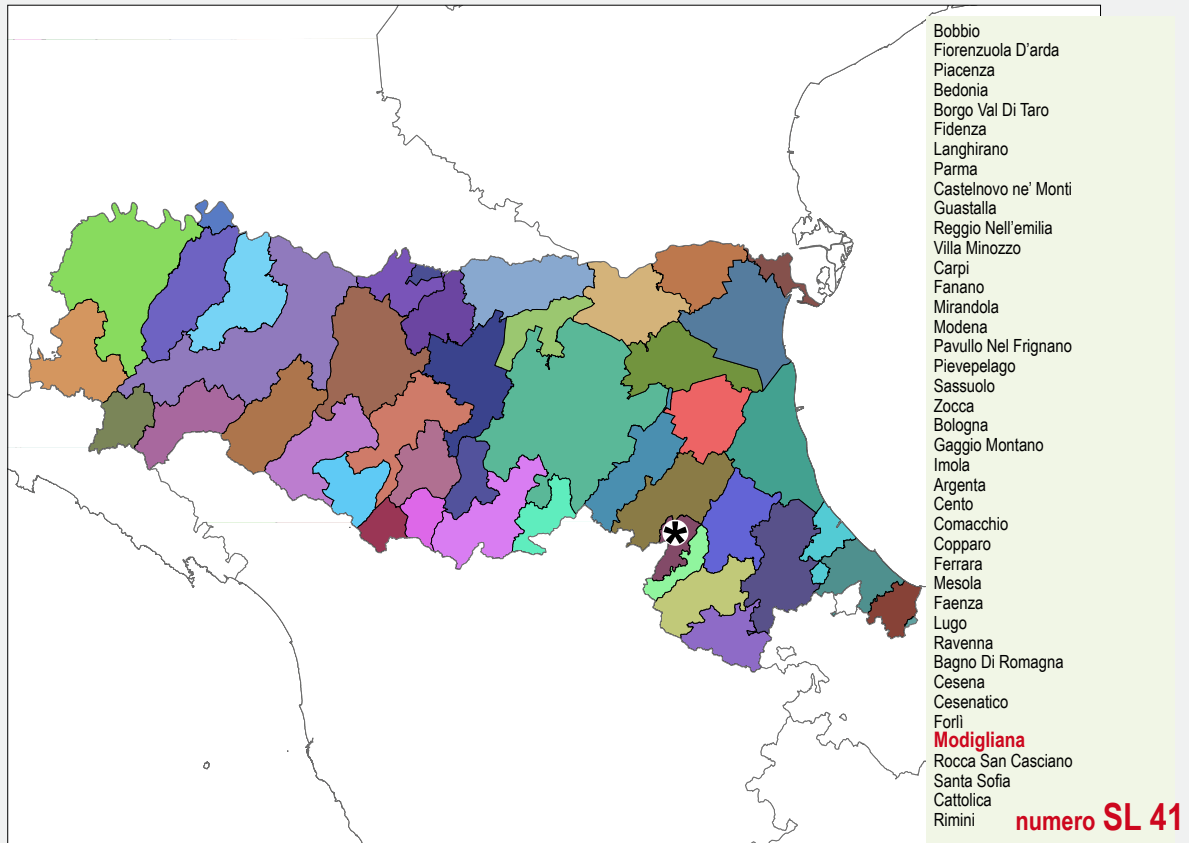 Bobbio
Fiorenzuola D'arda
Piacenza
Bedonia
Borgo Val Di Taro
Fidenza
Langhirano
Parma
Castelnovo ne' Monti
Guastalla
Reggio Nell'emilia
Villa Minozzo
Carpi
Fanano
Mirandola
Modena
Pavullo Nel Frignano
Pievepelago
Sassuolo
Zocca
Bologna
Gaggio Montano
Imola
Argenta
Cento
Comacchio
Copparo
Ferrara
Mesola
Faenza
Lugo
Ravenna
Bagno Di Romagna
Cesena
Cesenatico
Forlì
Modigliana
Rocca San Casciano
Santa Sofia
Cattolica
Rimini
numero SL 41
*